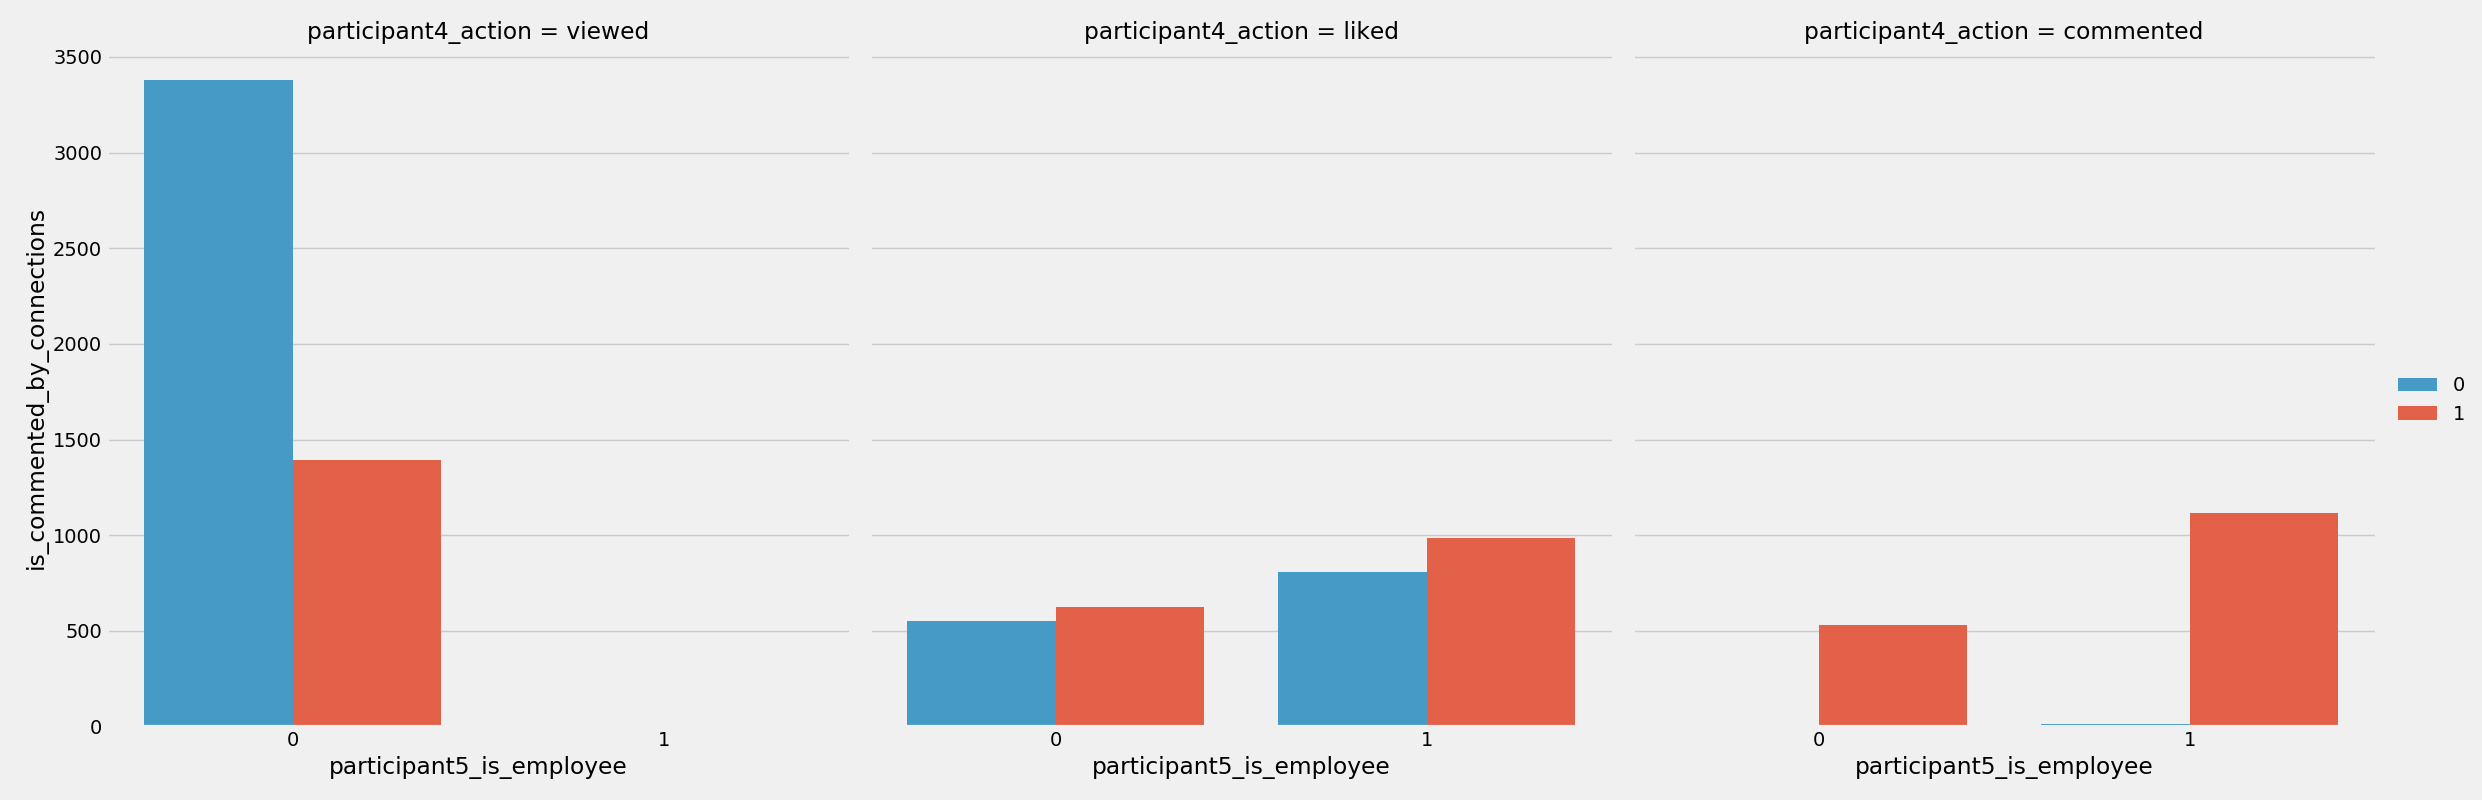 participant4_action = viewed
participant4_action = liked
participant4_action = commented
is_commented_by_connections
3500
3000
2500
2000
1500
1000
500
0
0 1
0 1
0 1
participant5_is_employee
participant5_is_employee
participant5_is_employee
0
1